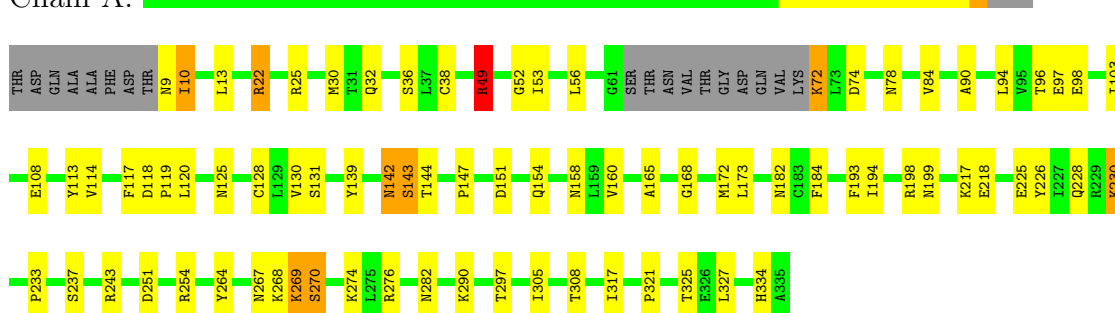 Chain A:
THR ASP GLN ALA ALA PHE ASP THR N9 I10 L13 R22 R25 M30 T31 Q32 S36 L37 C38 R49 G52 I53 L56 G61 SER THR ASN VAL THR GLY ASP GLN VAL LYS K72 L73 D74 N78 V84 A90 L94 V95 T96 E97 E98 I103
E108 Y113 V114 F117 D118 P119 L120 N125 C128 L129 V130 S131 Y139 N142 S143 T144 P147 D151 Q154 N158 L159 V160 A165 G168 M172 L173 N182 C183 F184 F193 I194 R198 N199 K217 E218 E225 Y226 I227 Q228 R229 K230
P233 S237 R243 D251 R254 Y264 N267 K268 K269 S270 K274 L275 R276 N282 K290 T297 I305 T308 I317 P321 T325 E326 L327 H334 A335